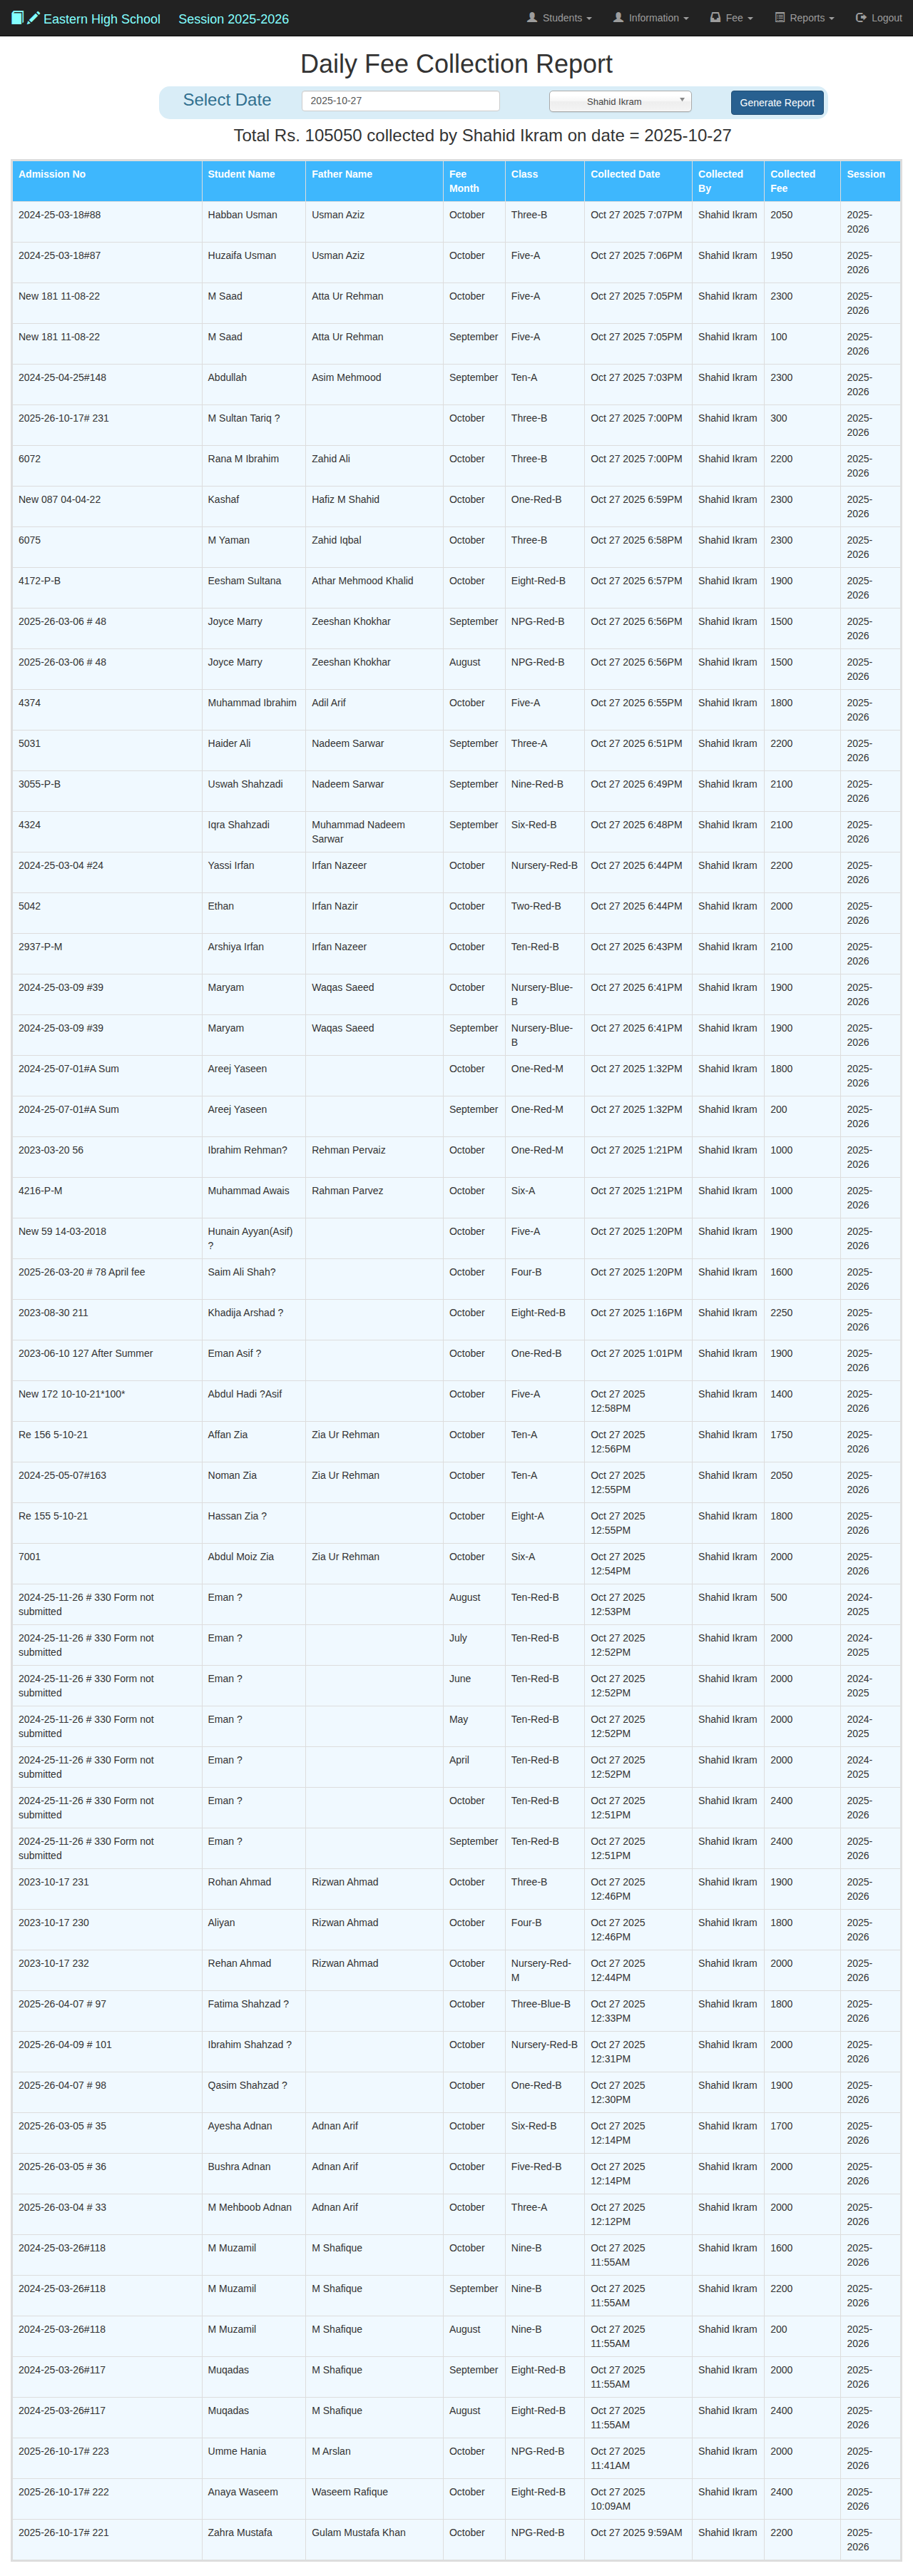 Eastern High School Session 2025-2026 Students Information Fee Reports Logout
Daily Fee Collection Report
Select Date 2025-10-27 Shahid Ikram Generate Report
Total Rs. 105050 collected by Shahid Ikram on date = 2025-10-27
Admission No Student Name Father Name Fee Month Class Collected Date Collected By Collected Fee Session
2024-25-03-18#88 Habban Usman Usman Aziz October Three-B Oct 27 2025 7:07PM Shahid Ikram 2050 2025-2026
2024-25-03-18#87 Huzaifa Usman Usman Aziz October Five-A Oct 27 2025 7:06PM Shahid Ikram 1950 2025-2026
New 181 11-08-22 M Saad Atta Ur Rehman October Five-A Oct 27 2025 7:05PM Shahid Ikram 2300 2025-2026
New 181 11-08-22 M Saad Atta Ur Rehman September Five-A Oct 27 2025 7:05PM Shahid Ikram 100 2025-2026
2024-25-04-25#148 Abdullah Asim Mehmood September Ten-A Oct 27 2025 7:03PM Shahid Ikram 2300 2025-2026
2025-26-10-17# 231 M Sultan Tariq ? October Three-B Oct 27 2025 7:00PM Shahid Ikram 300 2025-2026
6072 Rana M Ibrahim Zahid Ali October Three-B Oct 27 2025 7:00PM Shahid Ikram 2200 2025-2026
New 087 04-04-22 Kashaf Hafiz M Shahid October One-Red-B Oct 27 2025 6:59PM Shahid Ikram 2300 2025-2026
6075 M Yaman Zahid Iqbal October Three-B Oct 27 2025 6:58PM Shahid Ikram 2300 2025-2026
4172-P-B Eesham Sultana Athar Mehmood Khalid October Eight-Red-B Oct 27 2025 6:57PM Shahid Ikram 1900 2025-2026
2025-26-03-06 # 48 Joyce Marry Zeeshan Khokhar September NPG-Red-B Oct 27 2025 6:56PM Shahid Ikram 1500 2025-2026
2025-26-03-06 # 48 Joyce Marry Zeeshan Khokhar August NPG-Red-B Oct 27 2025 6:56PM Shahid Ikram 1500 2025-2026
4374 Muhammad Ibrahim Adil Arif October Five-A Oct 27 2025 6:55PM Shahid Ikram 1800 2025-2026
5031 Haider Ali Nadeem Sarwar September Three-A Oct 27 2025 6:51PM Shahid Ikram 2200 2025-2026
3055-P-B Uswah Shahzadi Nadeem Sarwar September Nine-Red-B Oct 27 2025 6:49PM Shahid Ikram 2100 2025-2026
4324 Iqra Shahzadi Muhammad Nadeem Sarwar September Six-Red-B Oct 27 2025 6:48PM Shahid Ikram 2100 2025-2026
2024-25-03-04 #24 Yassi Irfan Irfan Nazeer October Nursery-Red-B Oct 27 2025 6:44PM Shahid Ikram 2200 2025-2026
5042 Ethan Irfan Nazir October Two-Red-B Oct 27 2025 6:44PM Shahid Ikram 2000 2025-2026
2937-P-M Arshiya Irfan Irfan Nazeer October Ten-Red-B Oct 27 2025 6:43PM Shahid Ikram 2100 2025-2026
2024-25-03-09 #39 Maryam Waqas Saeed October Nursery-Blue-B Oct 27 2025 6:41PM Shahid Ikram 1900 2025-2026
2024-25-03-09 #39 Maryam Waqas Saeed September Nursery-Blue-B Oct 27 2025 6:41PM Shahid Ikram 1900 2025-2026
2024-25-07-01#A Sum Areej Yaseen October One-Red-M Oct 27 2025 1:32PM Shahid Ikram 1800 2025-2026
2024-25-07-01#A Sum Areej Yaseen September One-Red-M Oct 27 2025 1:32PM Shahid Ikram 200 2025-2026
2023-03-20 56 Ibrahim Rehman? Rehman Pervaiz October One-Red-M Oct 27 2025 1:21PM Shahid Ikram 1000 2025-2026
4216-P-M Muhammad Awais Rahman Parvez October Six-A Oct 27 2025 1:21PM Shahid Ikram 1000 2025-2026
New 59 14-03-2018 Hunain Ayyan(Asif) ? October Five-A Oct 27 2025 1:20PM Shahid Ikram 1900 2025-2026
2025-26-03-20 # 78 April fee Saim Ali Shah? October Four-B Oct 27 2025 1:20PM Shahid Ikram 1600 2025-2026
2023-08-30 211 Khadija Arshad ? October Eight-Red-B Oct 27 2025 1:16PM Shahid Ikram 2250 2025-2026
2023-06-10 127 After Summer Eman Asif ? October One-Red-B Oct 27 2025 1:01PM Shahid Ikram 1900 2025-2026
New 172 10-10-21*100* Abdul Hadi ?Asif October Five-A Oct 27 2025 12:58PM Shahid Ikram 1400 2025-2026
Re 156 5-10-21 Affan Zia Zia Ur Rehman October Ten-A Oct 27 2025 12:56PM Shahid Ikram 1750 2025-2026
2024-25-05-07#163 Noman Zia Zia Ur Rehman October Ten-A Oct 27 2025 12:55PM Shahid Ikram 2050 2025-2026
Re 155 5-10-21 Hassan Zia ? October Eight-A Oct 27 2025 12:55PM Shahid Ikram 1800 2025-2026
7001 Abdul Moiz Zia Zia Ur Rehman October Six-A Oct 27 2025 12:54PM Shahid Ikram 2000 2025-2026
2024-25-11-26 # 330 Form not submitted Eman ? August Ten-Red-B Oct 27 2025 12:53PM Shahid Ikram 500 2024-2025
2024-25-11-26 # 330 Form not submitted Eman ? July Ten-Red-B Oct 27 2025 12:52PM Shahid Ikram 2000 2024-2025
2024-25-11-26 # 330 Form not submitted Eman ? June Ten-Red-B Oct 27 2025 12:52PM Shahid Ikram 2000 2024-2025
2024-25-11-26 # 330 Form not submitted Eman ? May Ten-Red-B Oct 27 2025 12:52PM Shahid Ikram 2000 2024-2025
2024-25-11-26 # 330 Form not submitted Eman ? April Ten-Red-B Oct 27 2025 12:52PM Shahid Ikram 2000 2024-2025
2024-25-11-26 # 330 Form not submitted Eman ? October Ten-Red-B Oct 27 2025 12:51PM Shahid Ikram 2400 2025-2026
2024-25-11-26 # 330 Form not submitted Eman ? September Ten-Red-B Oct 27 2025 12:51PM Shahid Ikram 2400 2025-2026
2023-10-17 231 Rohan Ahmad Rizwan Ahmad October Three-B Oct 27 2025 12:46PM Shahid Ikram 1900 2025-2026
2023-10-17 230 Aliyan Rizwan Ahmad October Four-B Oct 27 2025 12:46PM Shahid Ikram 1800 2025-2026
2023-10-17 232 Rehan Ahmad Rizwan Ahmad October Nursery-Red-M Oct 27 2025 12:44PM Shahid Ikram 2000 2025-2026
2025-26-04-07 # 97 Fatima Shahzad ? October Three-Blue-B Oct 27 2025 12:33PM Shahid Ikram 1800 2025-2026
2025-26-04-09 # 101 Ibrahim Shahzad ? October Nursery-Red-B Oct 27 2025 12:31PM Shahid Ikram 2000 2025-2026
2025-26-04-07 # 98 Qasim Shahzad ? October One-Red-B Oct 27 2025 12:30PM Shahid Ikram 1900 2025-2026
2025-26-03-05 # 35 Ayesha Adnan Adnan Arif October Six-Red-B Oct 27 2025 12:14PM Shahid Ikram 1700 2025-2026
2025-26-03-05 # 36 Bushra Adnan Adnan Arif October Five-Red-B Oct 27 2025 12:14PM Shahid Ikram 2000 2025-2026
2025-26-03-04 # 33 M Mehboob Adnan Adnan Arif October Three-A Oct 27 2025 12:12PM Shahid Ikram 2000 2025-2026
2024-25-03-26#118 M Muzamil M Shafique October Nine-B Oct 27 2025 11:55AM Shahid Ikram 1600 2025-2026
2024-25-03-26#118 M Muzamil M Shafique September Nine-B Oct 27 2025 11:55AM Shahid Ikram 2200 2025-2026
2024-25-03-26#118 M Muzamil M Shafique August Nine-B Oct 27 2025 11:55AM Shahid Ikram 200 2025-2026
2024-25-03-26#117 Muqadas M Shafique September Eight-Red-B Oct 27 2025 11:55AM Shahid Ikram 2000 2025-2026
2024-25-03-26#117 Muqadas M Shafique August Eight-Red-B Oct 27 2025 11:55AM Shahid Ikram 2400 2025-2026
2025-26-10-17# 223 Umme Hania M Arslan October NPG-Red-B Oct 27 2025 11:41AM Shahid Ikram 2000 2025-2026
2025-26-10-17# 222 Anaya Waseem Waseem Rafique October Eight-Red-B Oct 27 2025 10:09AM Shahid Ikram 2400 2025-2026
2025-26-10-17# 221 Zahra Mustafa Gulam Mustafa Khan October NPG-Red-B Oct 27 2025 9:59AM Shahid Ikram 2200 2025-2026